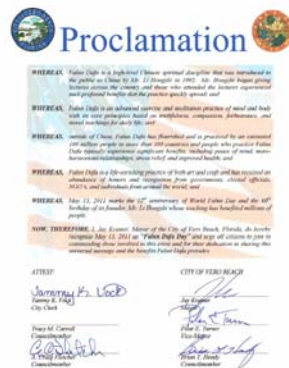 Proclamation
WHEREAS, Falun Dafa is a high-level Chinese spiritual discipline that was introduced
to the public in China by Mr. Li Hongzhi in 1992. Mr. Hongzhi began giving
lectures across the country and those who attended the lectures experienced
such profound benefits that the practice quickly spread; and
WHEREAS, Falun Dafa is an advanced exercise and meditation practice of mind and body
with its core principles based on truthfulness, compassion, forbearance, and
moral teachings for daily life; and
WHEREAS, outside of China, Falun Dafa has flourished and is practiced by an estimated
100 million people in more than 100 countries and people who practice Falun
Dafa typically experience significant benefits, including peace of mind, more
harmonious relationships, stress relief and improved health; and
WHEREAS, Falun Dafa is a life-enriching practice of both art and craft and has received an
abundance of honors and recognitions from governments, elected officials,
NGO's, and individuals from around the world; and
WHEREAS, May 13, 2011 marks the 12th anniversary of World Falun Dafa Day and the 60th
birthday of its founder, Mr. Li Hongzhi whose teaching has benefited millions of
people.
NOW, THEREFORE, I, Jay Kramer, Mayor of the City of Vero Beach, Florida, do hereby
recognize May 13, 2011 as "Falun Dafa Day" and urge all citizens to join in
commending those involved in this event and for their dedication to sharing this
universal message and the benefits Falun Dafa provides.
ATTEST: CITY OF VERO BEACH
Tammy K. Vock
Tammy K. Vock Jay Kramer
City Clerk Mayor
Tracy M. Carroll Pilar E. Turner
Councilmember Vice-Mayor
A. Craig Fletcher Brian T. Heady
Councilmember Councilmember